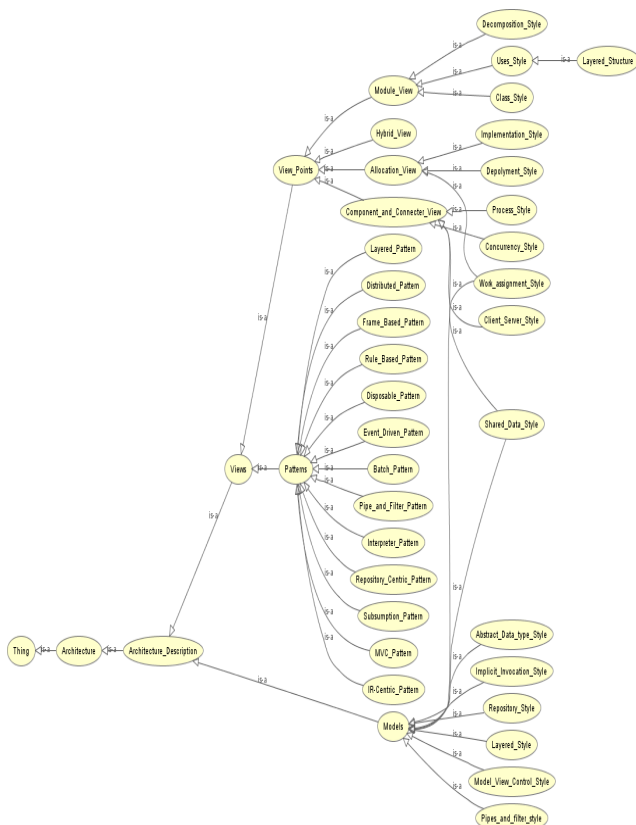 Decomposition_Style
is-a
Uses_Style
is-a
Layered_Structure
is-a
Module_View
is-a
Class_Style
is-a
Hybrid_View
Implementation_Style
is-a
is-a
View_Points
is-a
Allocation_View
Depolyment_Style
is-a
Component_and_Connecter_View
is-a
Process_Style
is-a
Concurrency_Style
Layered_Pattern
is-a
Work_assignment_Style
is-a
Distributed_Pattern
is-a
is-a
Client_Server_Style
is-a
Frame_Based_Pattern
is-a
is-a
Rule_Based_Pattern
is-a
Disposable_Pattern
is-a
Shared_Data_Style
Event_Driven_Pattern
is-a
Views
is-a
Patterns
is-a
Batch_Pattern
is-a
Pipe_and_Filter_Pattern
is-a
is-a
Interpreter_Pattern
is-a
Repository_Centric_Pattern
is-a
is-a
Subsumption_Pattern
is-a
Abstract_Data_type_Style
Thing
is-a
Architecture
is-a
Architecture_Description
MVC_Pattern
is-a
is-a
Implicit_Invocation_Style
is-a
is-a
IR-Centric_Pattern
is-a
Repository_Style
is-a
Models
is-a
Layered_Style
is-a
Model_View_Control_Style
is-a
Pipes_and_filter_style